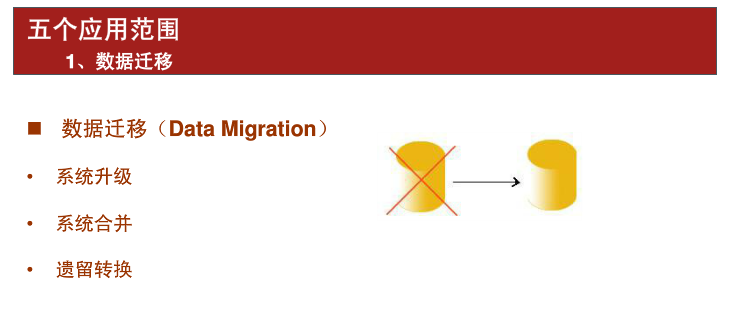 五个应用范围
1、数据迁移
■ 数据迁移（Data Migration）
• 系统升级
• 系统合并
• 遗留转换